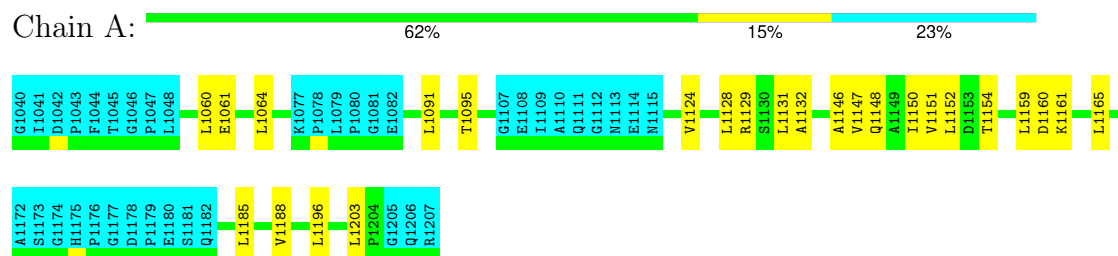 Chain A:
62% 15% 23%
G1040 I1041 D1042 P1043 F1044 T1045 G1046 P1047 L1048 L1060 E1061 L1064 K1077 P1078 L1079 P1080 G1081 E1082 L1091 T1095 G1107 E1108 I1109 A1110 Q1111 G1112 N1113 E1114 N1115 V1124 L1128 R1129 S1130 L1131 A1132 A1146 V1147 Q1148 A1149 I1150 V1151 L1152 D1153 T1154 L1159 D1160 K1161 L1165
A1172 S1173 G1174 H1175 P1176 G1177 D1178 P1179 E1180 S1181 Q1182 L1185 V1188 L1196 L1203 P1204 G1205 Q1206 R1207